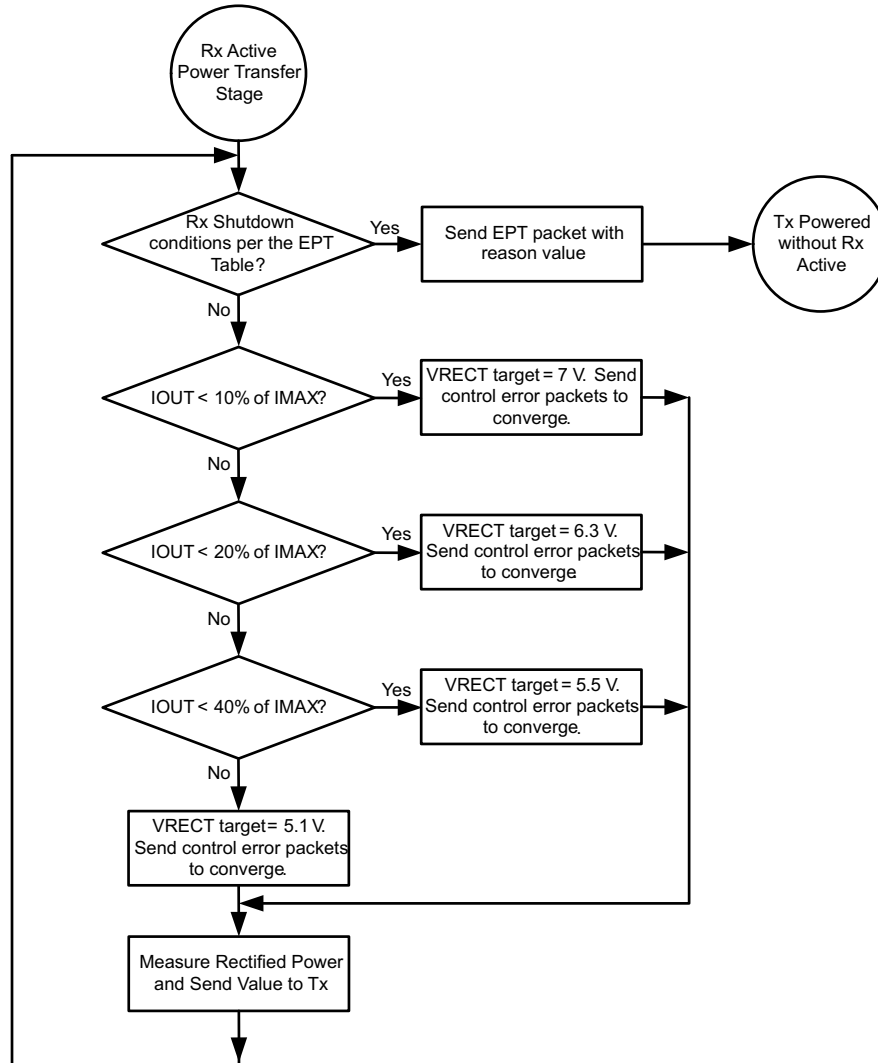 Rx Active
Power Transfer
Stage
Rx Shutdown
conditions per the EPT
Table?
Yes
Send EPT packet with
reason value
Tx Powered
without Rx
Active
No
IOUT < 10% of IMAX?
Yes
VRECT target = 7 V. Send
control error packets to
converge.
No
IOUT < 20% of IMAX?
Yes
VRECT target = 6.3 V.
Send control error packets
to converge.
No
IOUT < 40% of IMAX?
Yes
VRECT target = 5.5 V.
Send control error packets
to converge.
No
VRECT target = 5.1 V.
Send control error packets
to converge.
Measure Rectified Power
and Send Value to Tx